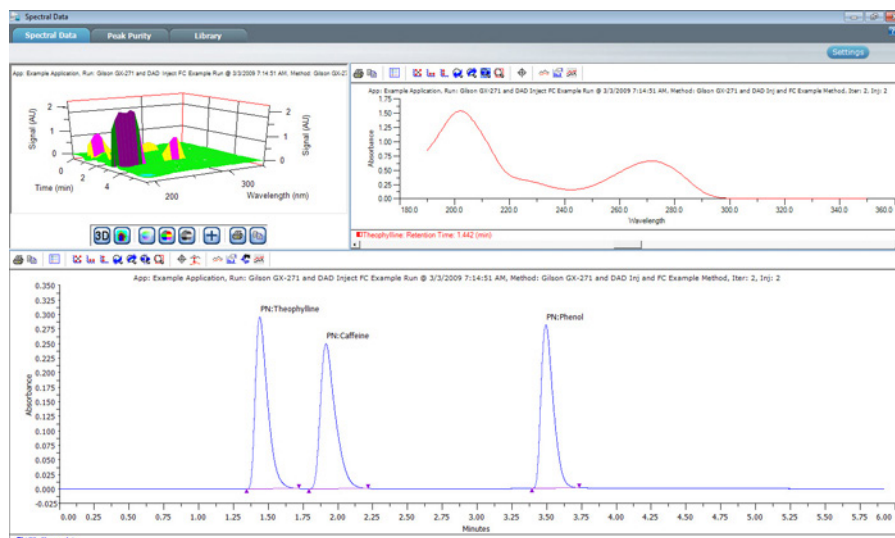 Spectral Data
Spectral Data Peak Purity Library
Settings
App: Example Application, Run: Gilson GX-271 and DAD Inject FC Example Run @ 3/3/2009 7:14:51 AM, Method: Gilson GX-27
Signal (AU)
2
1
0
2
1
0
Signal (AU)
0
2
4
Time (min)
200
300
Wavelength (nm)
3D
App: Example Application, Run: Gilson GX-271 and DAD Inject FC Example Run @ 3/3/2009 7:14:51 AM, Method: Gilson GX-271 and DAD Inj and FC Example Method, Iter: 2, Inj: 2
Absorbance
1.75
1.50
1.25
1.00
0.75
0.50
0.25
0.00
180.0 200.0 220.0 240.0 260.0 280.0 300.0 320.0 340.0 360.0
Wavelength
Theophylline: Retention Time: 1.442 (min)
App: Example Application, Run: Gilson GX-271 and DAD Inject FC Example Run @ 3/3/2009 7:14:51 AM, Method: Gilson GX-271 and DAD Inj and FC Example Method, Iter: 2, Inj: 2
Absorbance
0.350
0.325
0.300
0.275
0.250
0.225
0.200
0.175
0.150
0.125
0.100
0.075
0.050
0.025
0.000
-0.025
PN:Theophylline
PN:Caffeine
PN:Phenol
0.00 0.25 0.50 0.75 1.00 1.25 1.50 1.75 2.00 2.25 2.50 2.75 3.00 3.25 3.50 3.75 4.00 4.25 4.50 4.75 5.00 5.25 5.50 5.75 6.00
Minutes